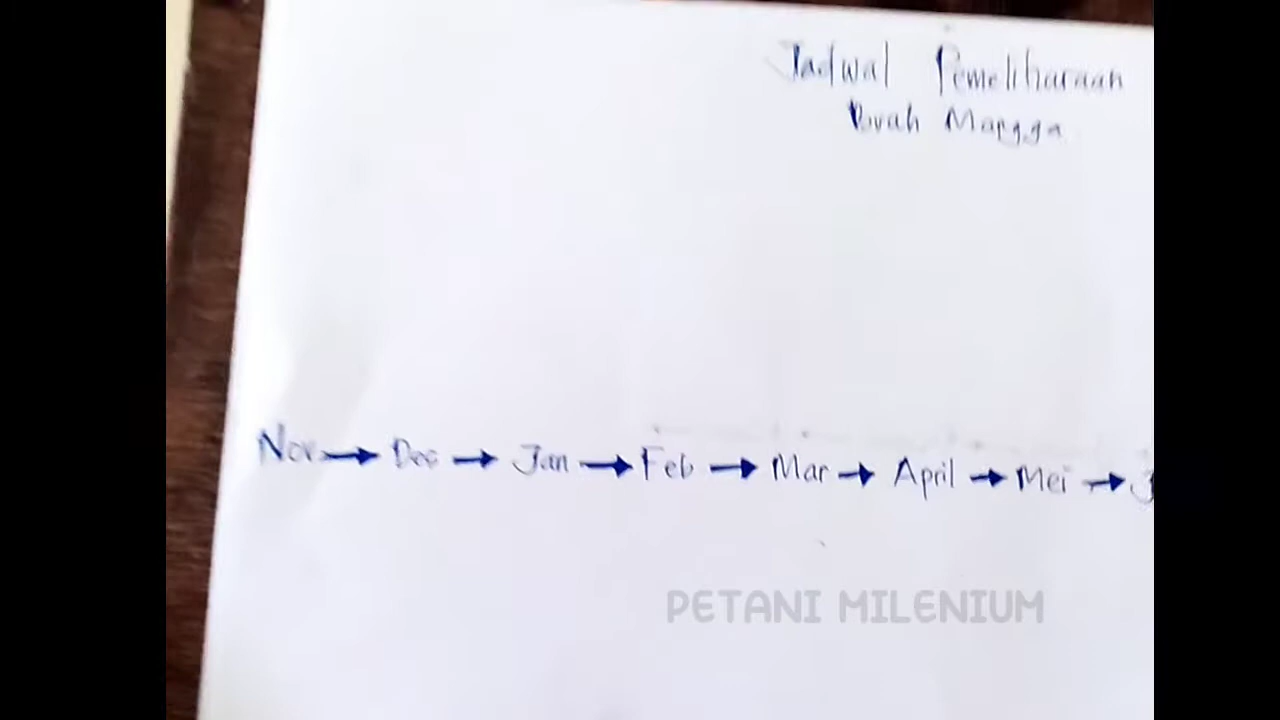 Jadwal Pemeliharaan
Buah Mangga
Nov → Dec → Jan → Feb → Mar → April → Mei →
PETANI MILENIUM